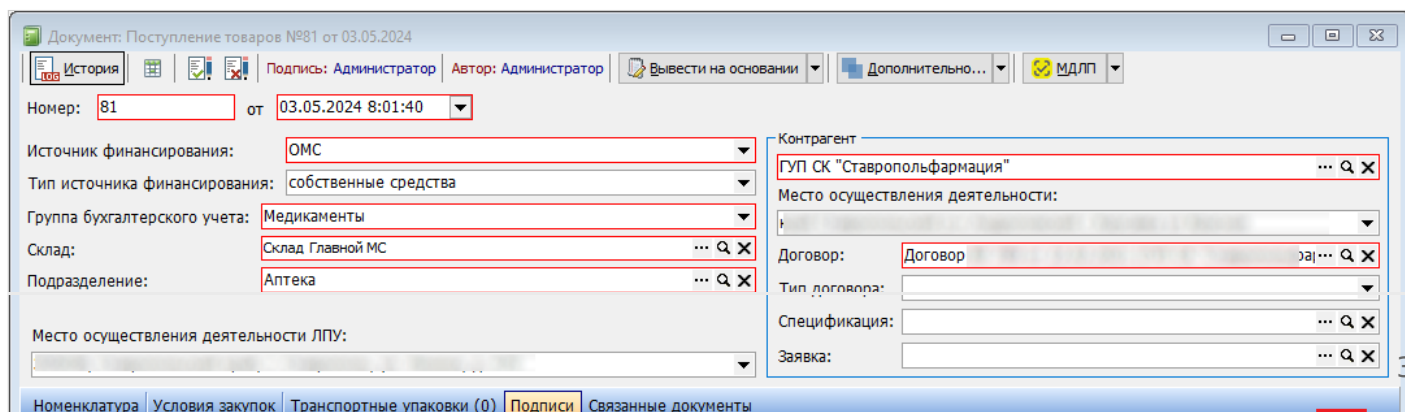 Документ: Поступление товаров №81 от 03.05.2024
LOG История Подпись: Администратор Автор: Администратор Вывести на основании Дополнительно... МДЛП
Номер: 81 от 03.05.2024 8:01:40
Источник финансирования: ОМС
Тип источника финансирования: собственные средства
Группа бухгалтерского учета: Медикаменты
Склад: Склад Главной МС
Подразделение: Аптека
Место осуществления деятельности ЛПУ:
Контрагент
ГУП СК "Ставропольфармация"
Место осуществления деятельности:
Договор: Договор
Тип договора:
Спецификация:
Заявка:
Номенклатура Условия закупок Транспортные упаковки (0) Подписи Связанные документы